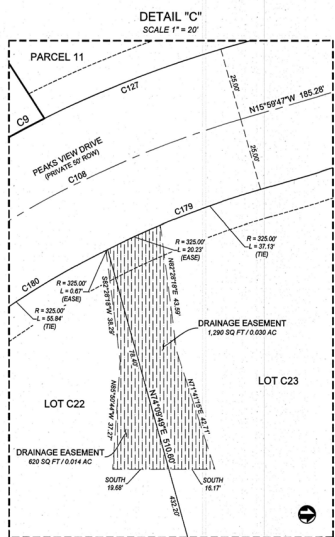 DETAIL "C"
SCALE 1" = 20'
PARCEL 11
C9
C127
25.00'
N15°59'47"W 185.28'
PEAKS VIEW DRIVE
(PRIVATE 50' ROW)
C108
25.00'
C179
R = 325.00'
L = 20.23'
(EASE)
R = 325.00'
L = 37.13'
(TIE)
R = 325.00'
L = 0.67'
(EASE)
C180
R = 325.00'
L = 55.84'
(TIE)
S82°28'18"W 38.29'
N82°28'18"E 43.59'
78.40'
DRAINAGE EASEMENT
1,290 SQ FT / 0.030 AC
N74°09'49"E 510.60'
N71°41'15"E 42.71'
LOT C22
LOT C23
N85°50'44"W 37.27'
DRAINAGE EASEMENT
620 SQ FT / 0.014 AC
SOUTH
19.68'
SOUTH
16.17'
432.20'